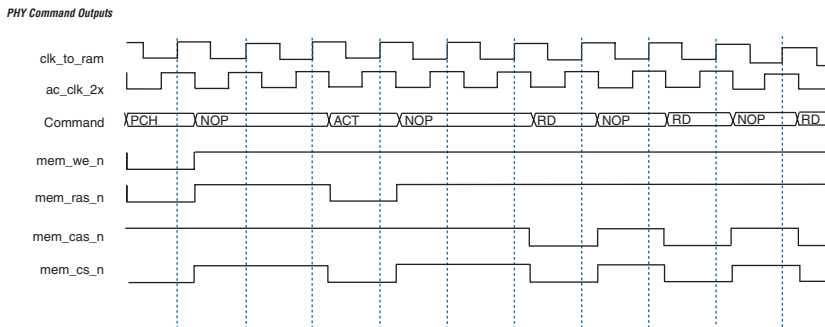 PHY Command Outputs
clk_to_ram
ac_clk_2x
Command PCH NOP ACT NOP RD NOP RD NOP RD
mem_we_n
mem_ras_n
mem_cas_n
mem_cs_n